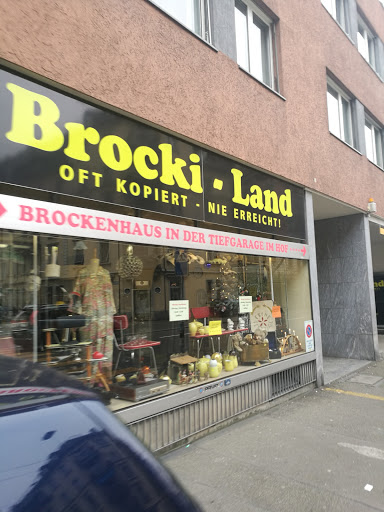 Brocki - Land
OFT KOPIERT - NIE ERREICHT!
BROCKENHAUS IN DER TIEFGARAGE IM HOF